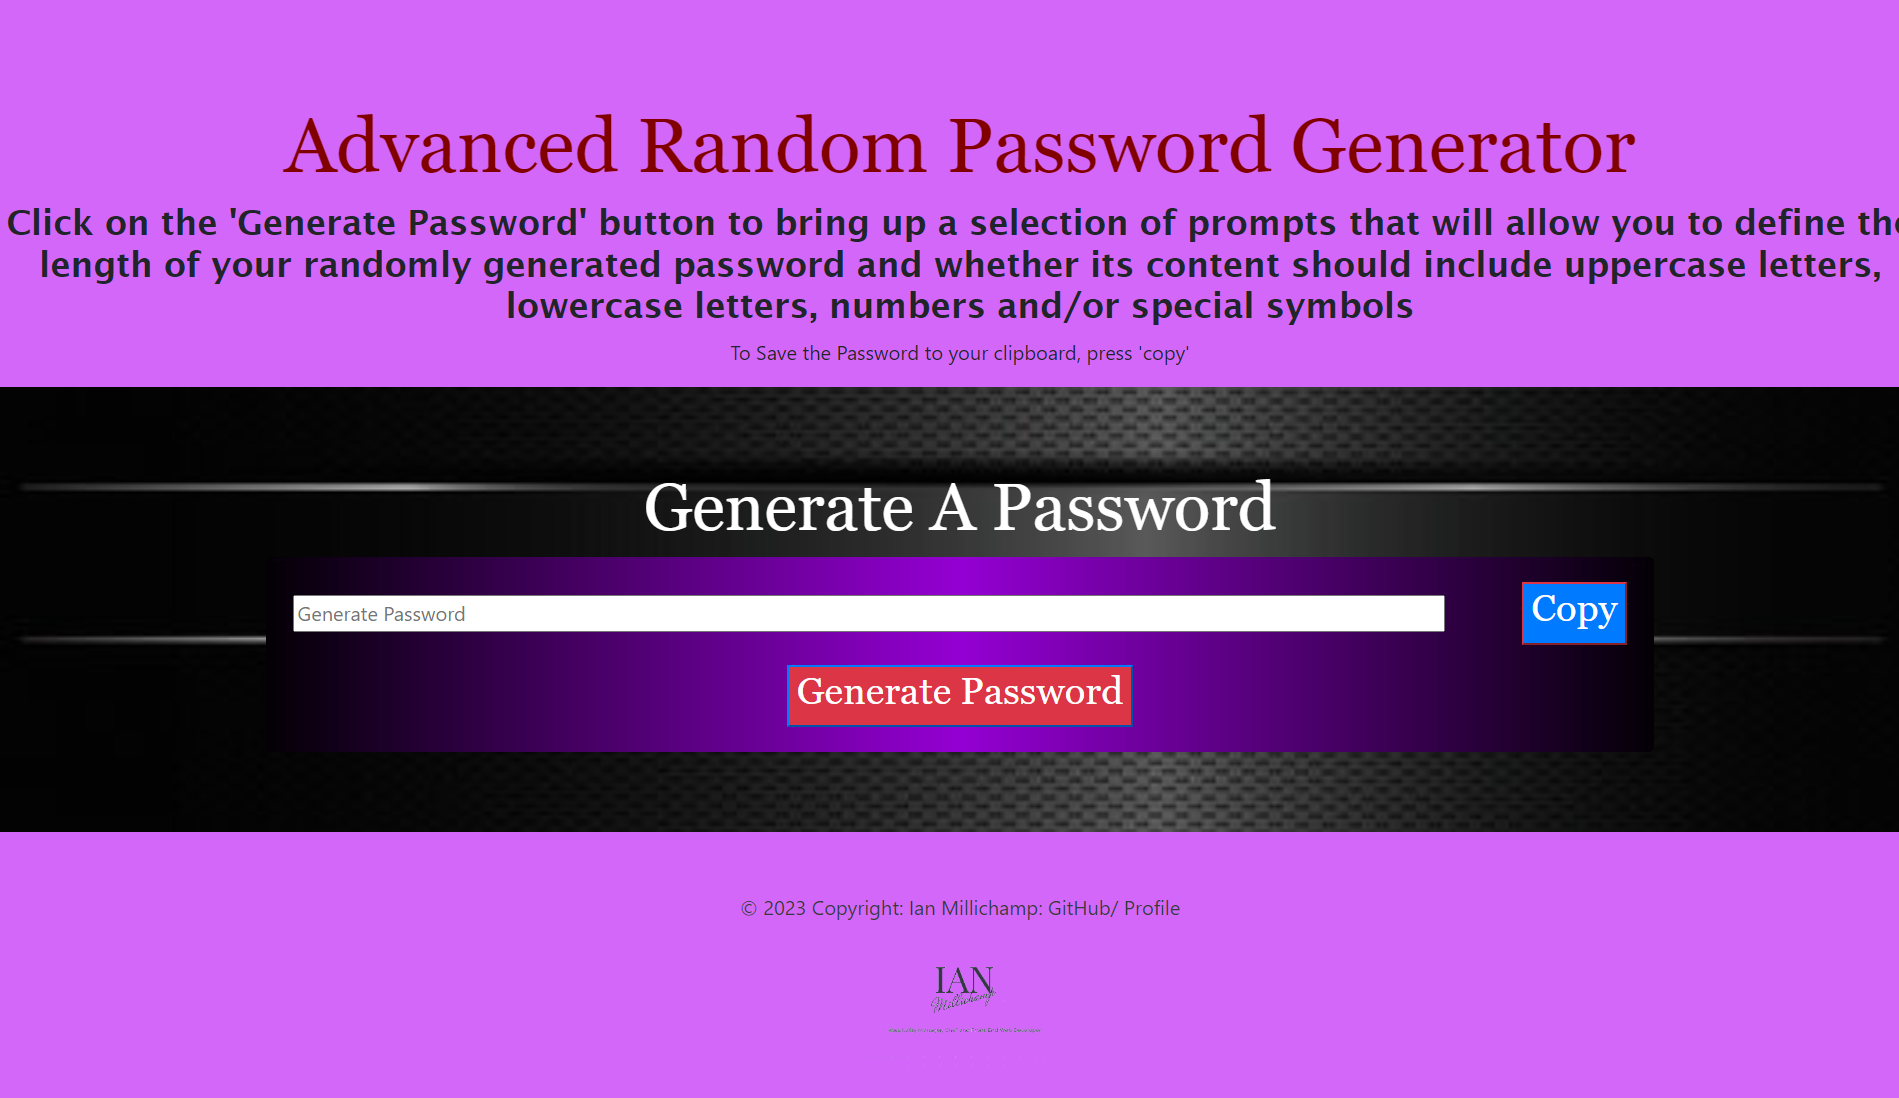 Advanced Random Password Generator
Click on the 'Generate Password' button to bring up a selection of prompts that will allow you to define the
length of your randomly generated password and whether its content should include uppercase letters,
lowercase letters, numbers and/or special symbols
To Save the Password to your clipboard, press 'copy'
Generate A Password
Generate Password
Copy
Generate Password
© 2023 Copyright: Ian Millichamp: GitHub/ Profile
IAN
Millichamp